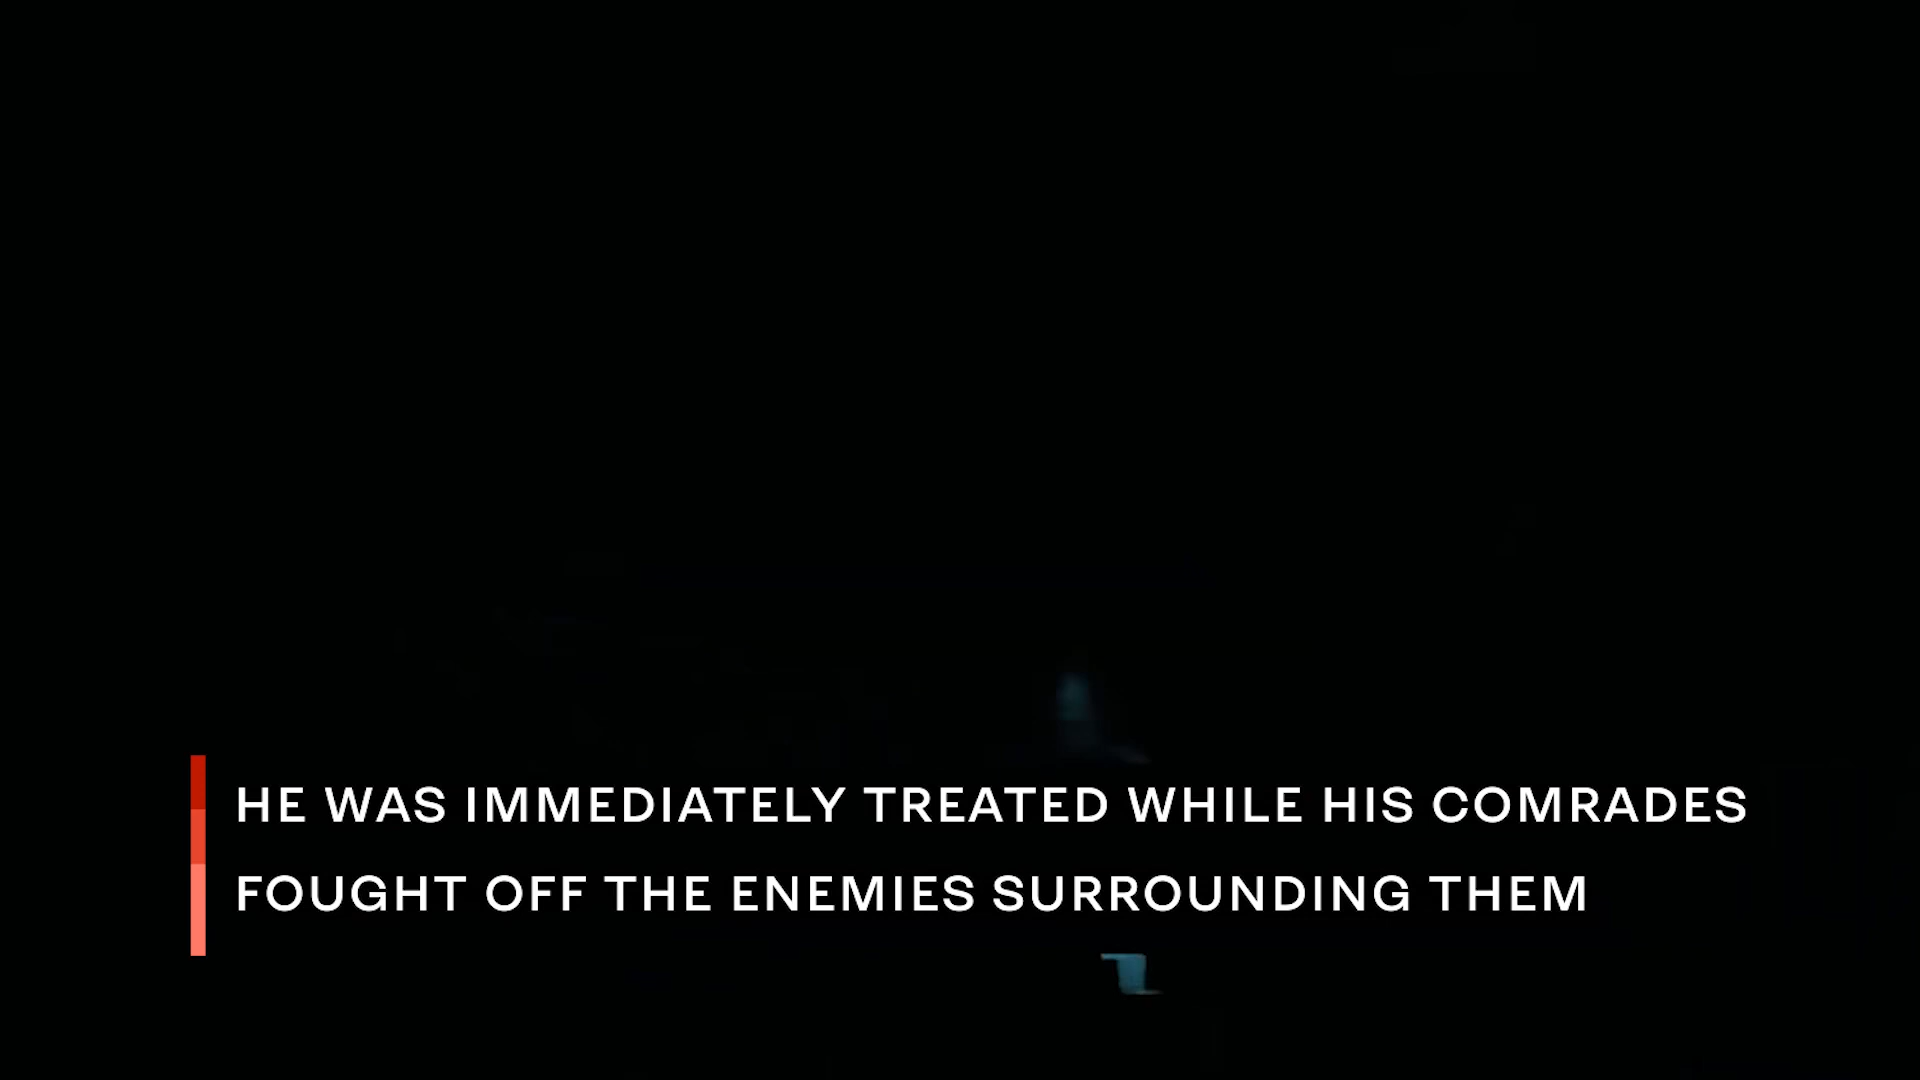 HE WAS IMMEDIATELY TREATED WHILE HIS COMRADES
FOUGHT OFF THE ENEMIES SURROUNDING THEM